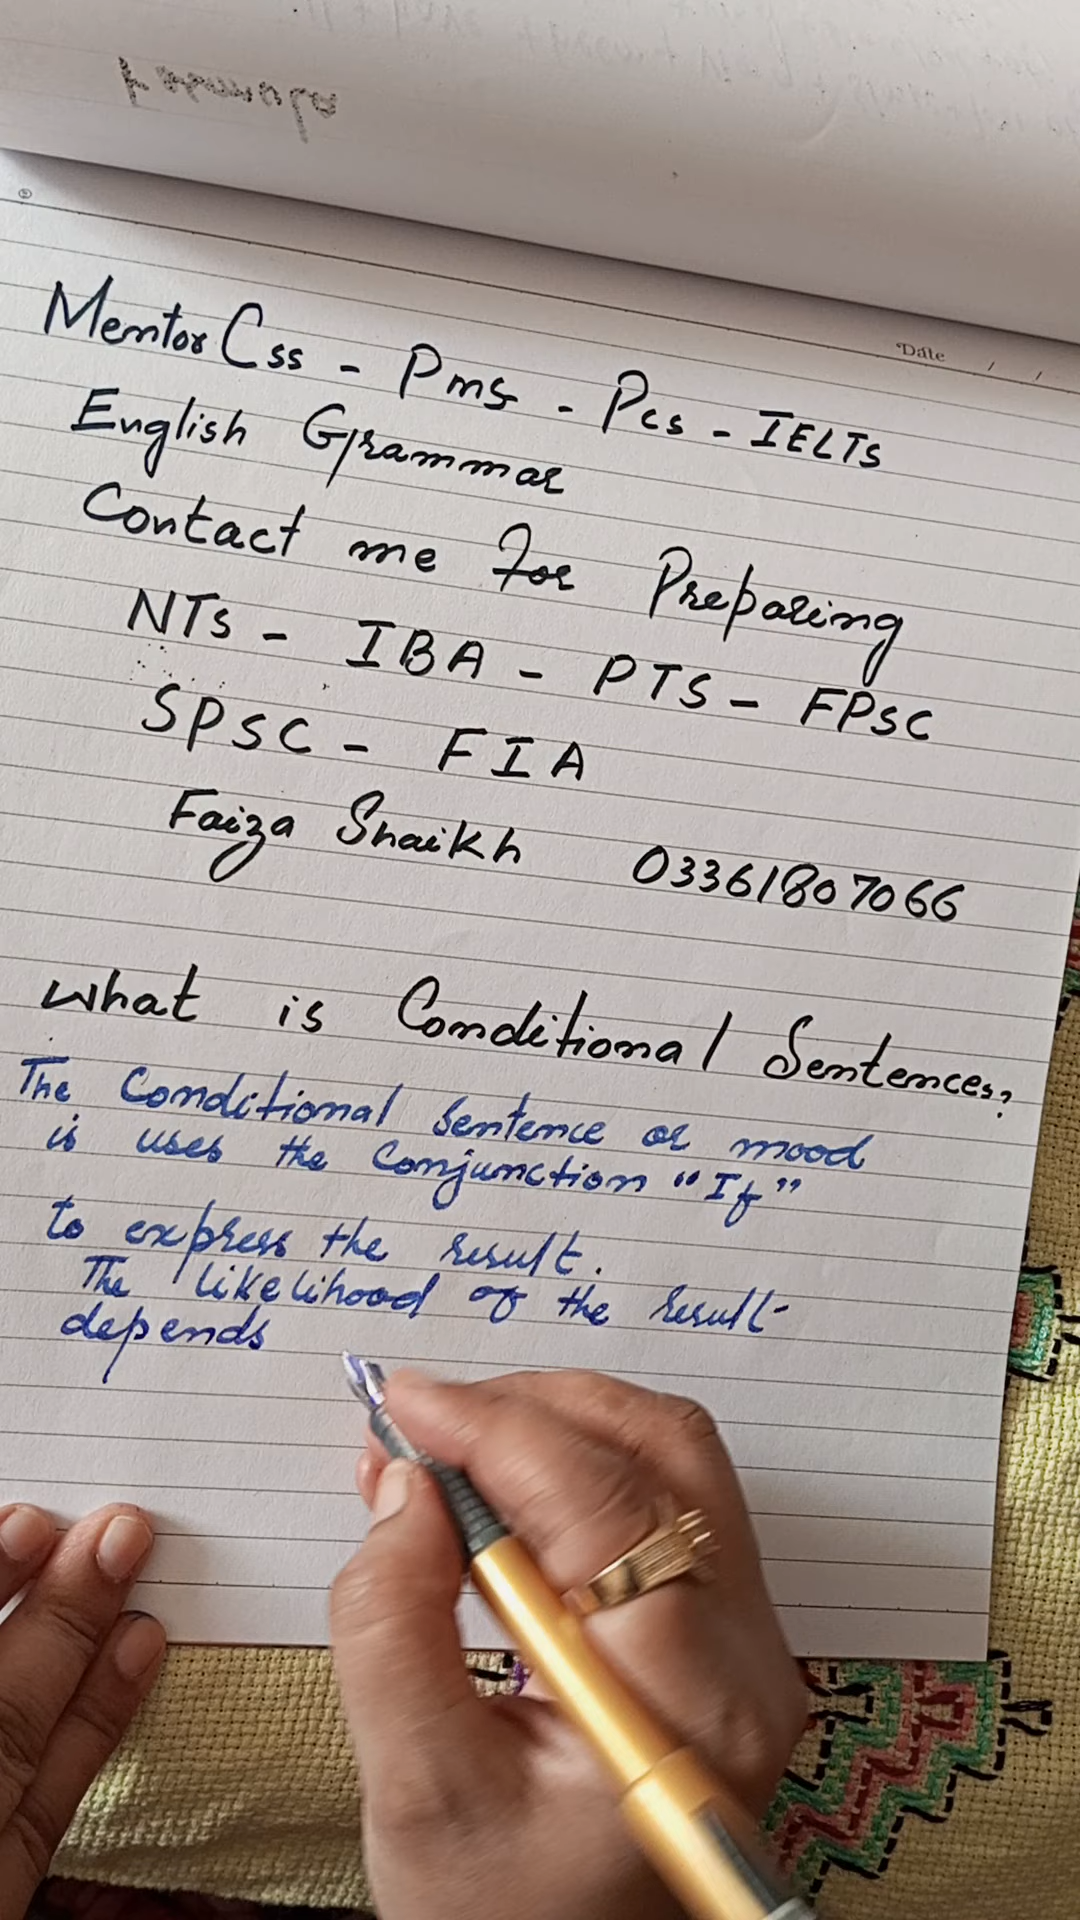 Formula
Date / /
Mentor Css - Pms - Pcs - IELTS
English Grammar
Contact me for Preparing
NTS - IBA - PTS - FPSC
SPSC - FIA
Faiza Shaikh 03361807066
what is Conditional Sentences?
The Conditional Sentence or mood
is uses the Conjunction "If"
to express the result.
The likelihood of the result
depends